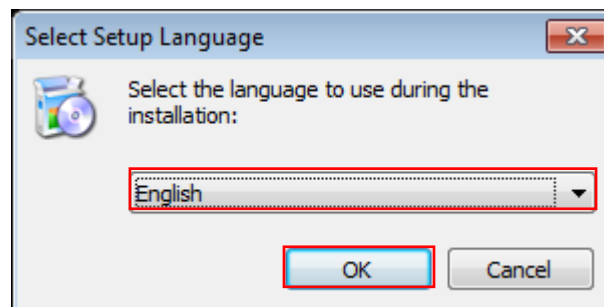 Select Setup Language
Select the language to use during the
installation:
English
OK
Cancel